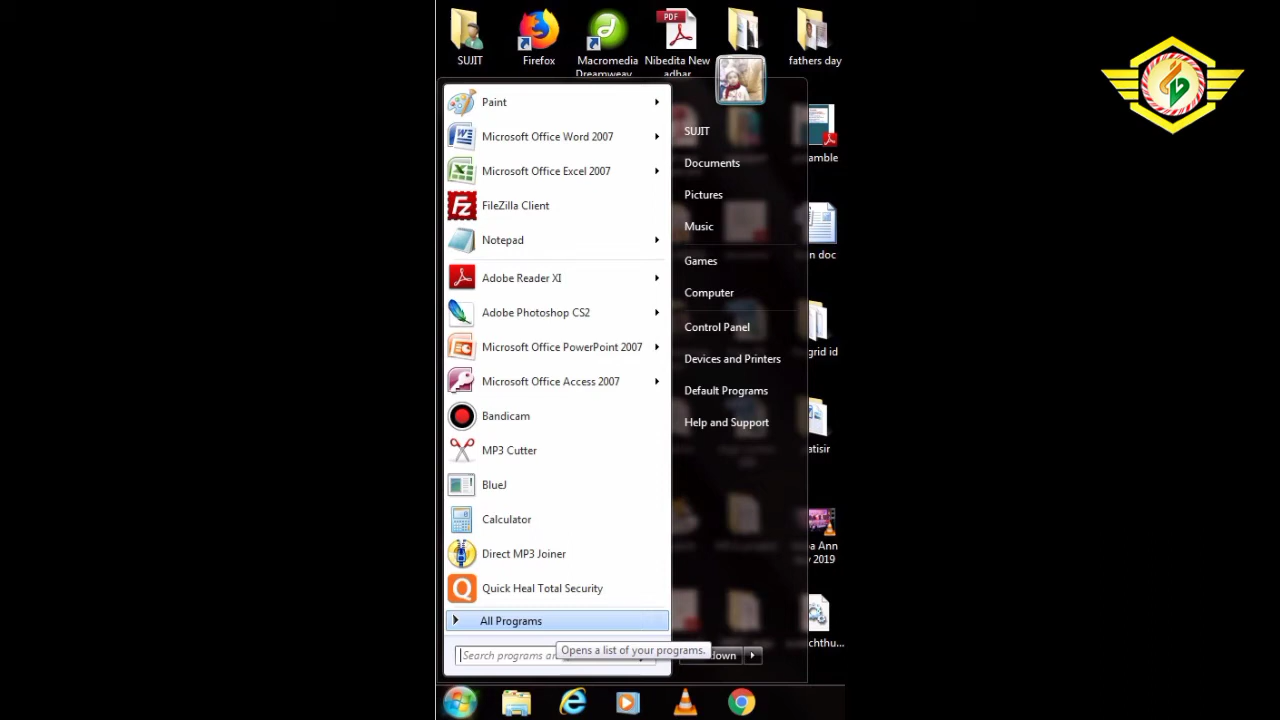 SUJIT
Firefox
Macromedia
Dreamweav
PDF
Nibedita New
adhar
fathers day
Paint
Microsoft Office Word 2007
Microsoft Office Excel 2007
FileZilla Client
Notepad
Adobe Reader XI
Adobe Photoshop CS2
Microsoft Office PowerPoint 2007
Microsoft Office Access 2007
Bandicam
MP3 Cutter
BlueJ
Calculator
Direct MP3 Joiner
Quick Heal Total Security
All Programs
Search programs an
Opens a list of your programs.
SUJIT
Documents
Pictures
Music
Games
Computer
Control Panel
Devices and Printers
Default Programs
Help and Support
down
amble
n doc
grid id
atisir
a Ann
y 2019
chthu...